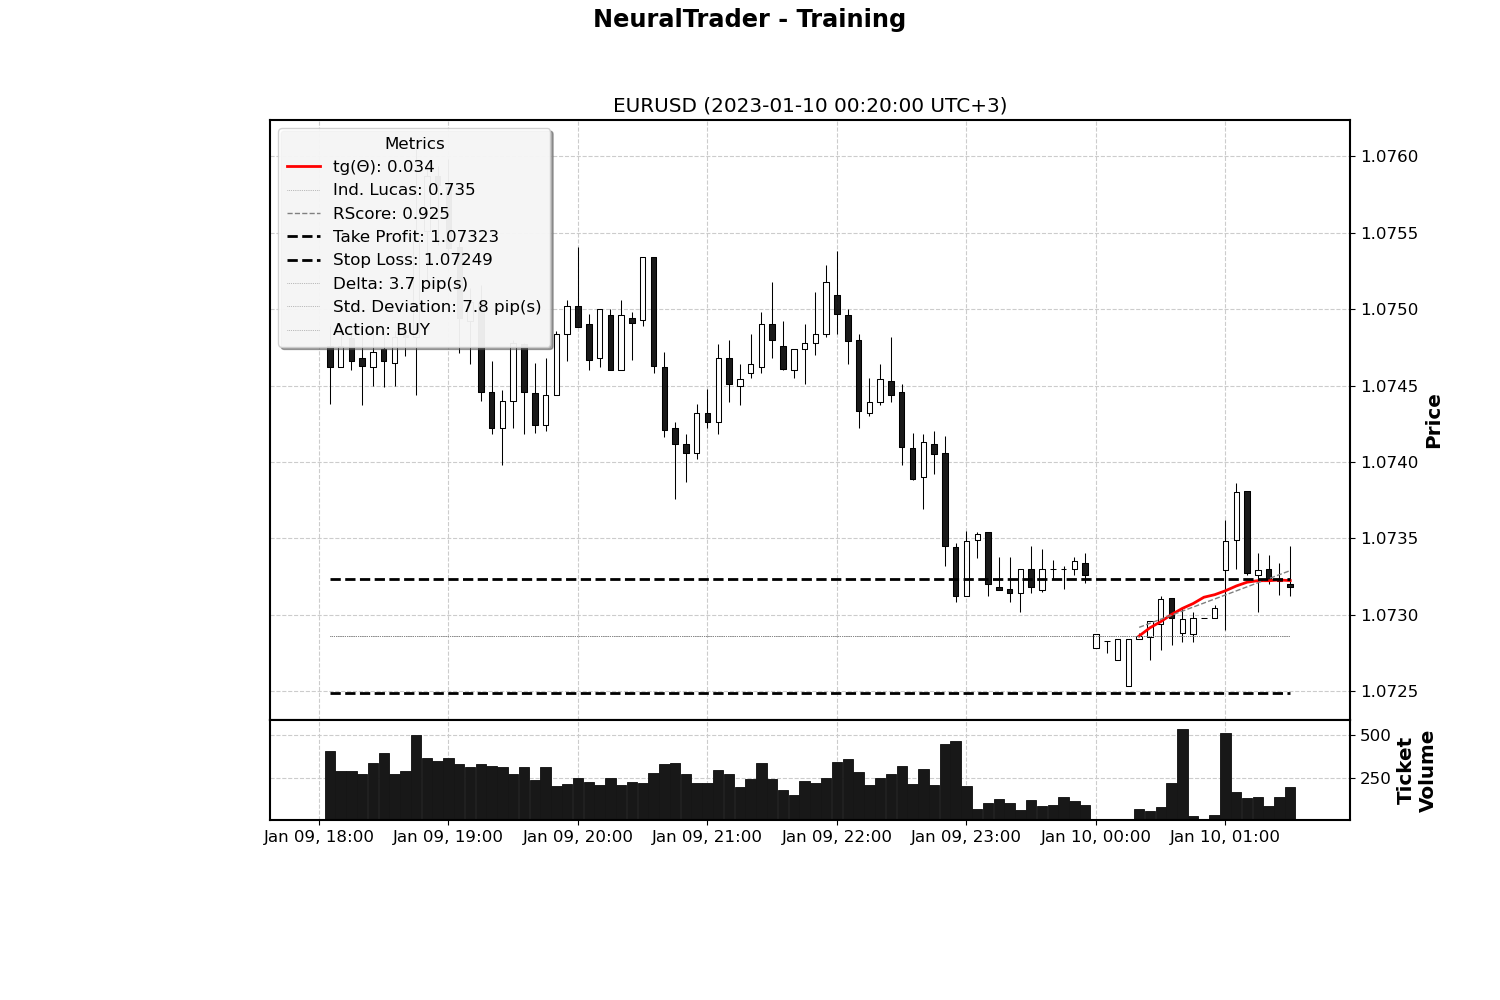 NeuralTrader - Training
EURUSD (2023-01-10 00:20:00 UTC+3)
Metrics
tg(Θ): 0.034
Ind. Lucas: 0.735
RScore: 0.925
Take Profit: 1.07323
Stop Loss: 1.07249
Delta: 3.7 pip(s)
Std. Deviation: 7.8 pip(s)
Action: BUY
1.0760
1.0755
1.0750
1.0745
1.0740
1.0735
1.0730
1.0725
Price
500
250
Ticket
Volume
Jan 09, 18:00 Jan 09, 19:00 Jan 09, 20:00 Jan 09, 21:00 Jan 09, 22:00 Jan 09, 23:00 Jan 10, 00:00 Jan 10, 01:00